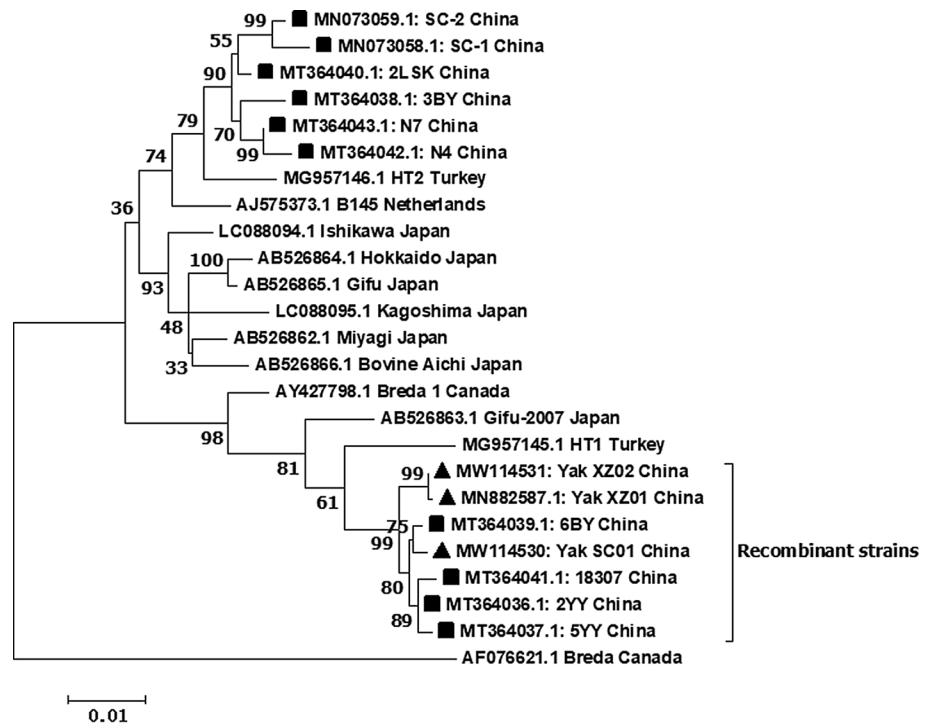 99
MN073059.1: SC-2 China
55
MN073058.1: SC-1 China
90
MT364040.1: 2LSK China
MT364038.1: 3BY China
79
70
MT364043.1: N7 China
99
MT364042.1: N4 China
74
MG957146.1 HT2 Turkey
36
AJ575373.1 B145 Netherlands
LC088094.1 Ishikawa Japan
100
AB526864.1 Hokkaido Japan
93
AB526865.1 Gifu Japan
48
LC088095.1 Kagoshima Japan
AB526862.1 Miyagi Japan
33
AB526866.1 Bovine Aichi Japan
AY427798.1 Breda 1 Canada
98
AB526863.1 Gifu-2007 Japan
81
MG957145.1 HT1 Turkey
61
99
MW114531: Yak XZ02 China
MN882587.1: Yak XZ01 China
75
MT364039.1: 6BY China
99
MW114530: Yak SC01 China
Recombinant strains
80
MT364041.1: 18307 China
MT364036.1: 2YY China
89
MT364037.1: 5YY China
AF076621.1 Breda Canada
0.01